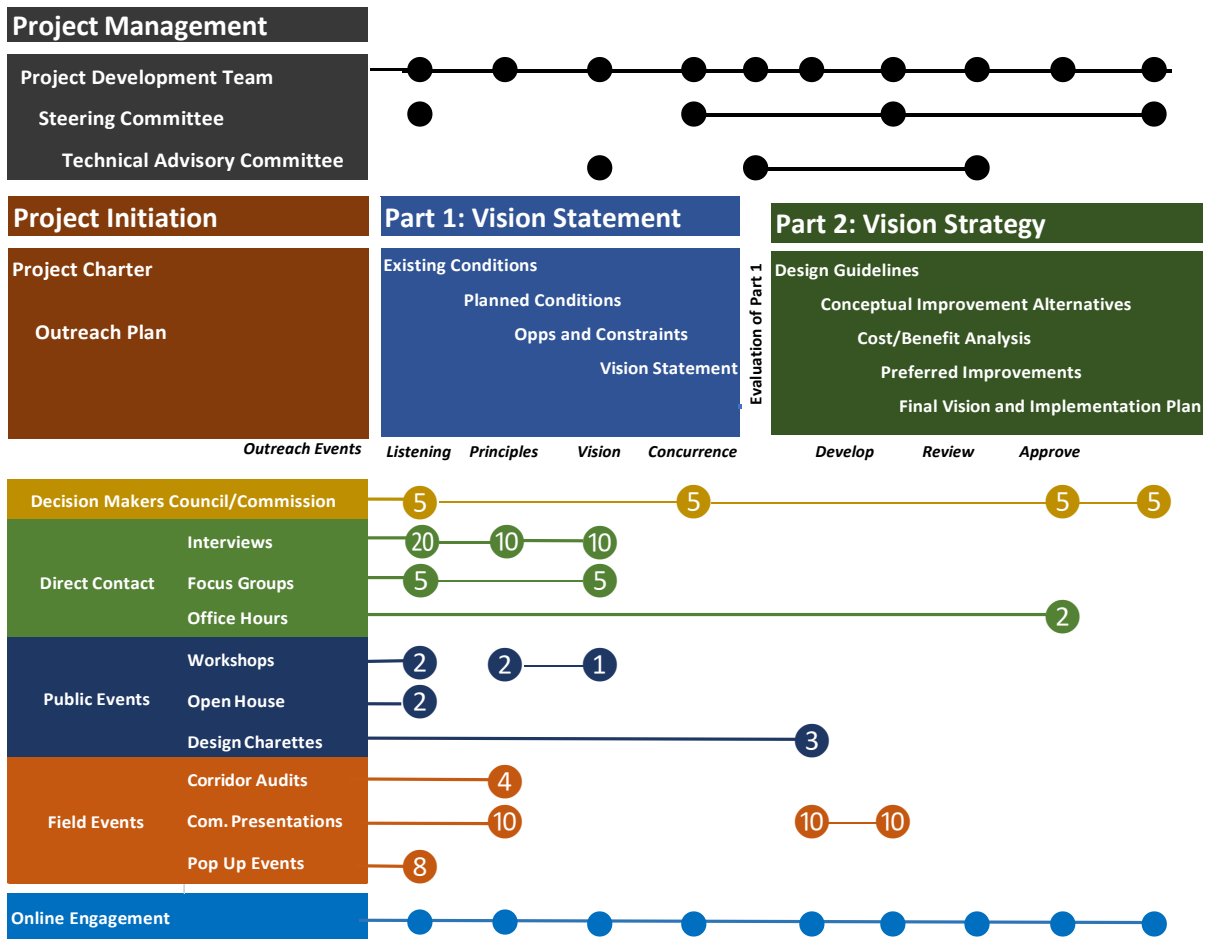 Project Management
Project Development Team
Steering Committee
Technical Advisory Committee
Project Initiation
Part 1: Vision Statement
Part 2: Vision Strategy
Project Charter
Outreach Plan
Existing Conditions
Planned Conditions
Opps and Constraints
Vision Statement
Evaluation of Part 1
Design Guidelines
Conceptual Improvement Alternatives
Cost/Benefit Analysis
Preferred Improvements
Final Vision and Implementation Plan
Outreach Events
Listening
Principles
Vision
Concurrence
Develop
Review
Approve
Decision Makers Council/Commission
5
5
5
5
Direct Contact
Interviews
20
10
10
Focus Groups
5
5
Office Hours
2
Public Events
Workshops
2
2
1
Open House
2
Design Charettes
3
Field Events
Corridor Audits
4
Com. Presentations
10
10
10
Pop Up Events
8
Online Engagement